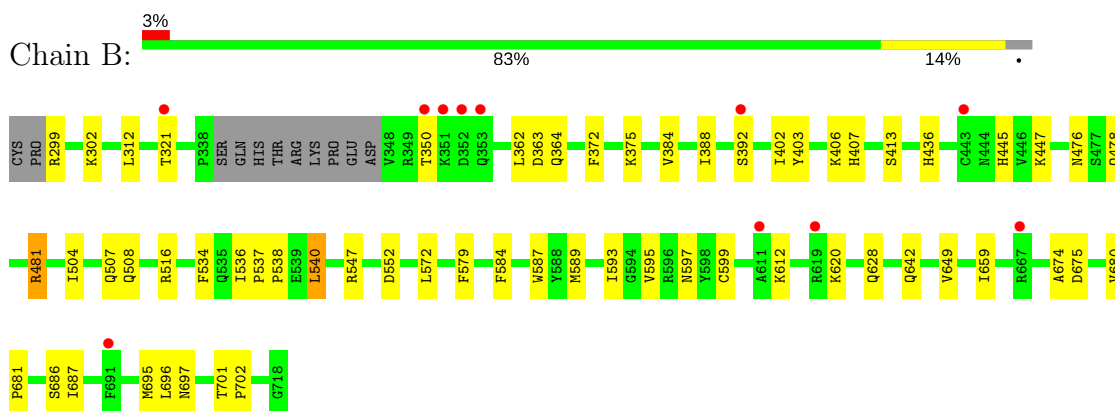 3%
Chain B:
83% 14% •
CYS PRO R299 K302 L312 T321 P338 SER GLN HIS THR ARG LYS PRO GLU ASP V348 R349 T350 K351 D352 Q353 L362 D363 Q364 F372 K375 V384 I388 S392 I402 Y403 K406 H407 S413 H436 C443 N444 H445 V446 K447 N476 S477
R481 I504 Q507 Q508 R516 F534 Q535 I536 P537 P538 E539 L540 R547 D552 L572 F579 F584 W587 Y588 M589 I593 G594 V595 R596 N597 Y598 C599 A611 K612 R619 K620 Q628 Q642 V649 I659 R667 A674 D675
P681 S686 I687 F691 M695 L696 N697 T701 P702 G718